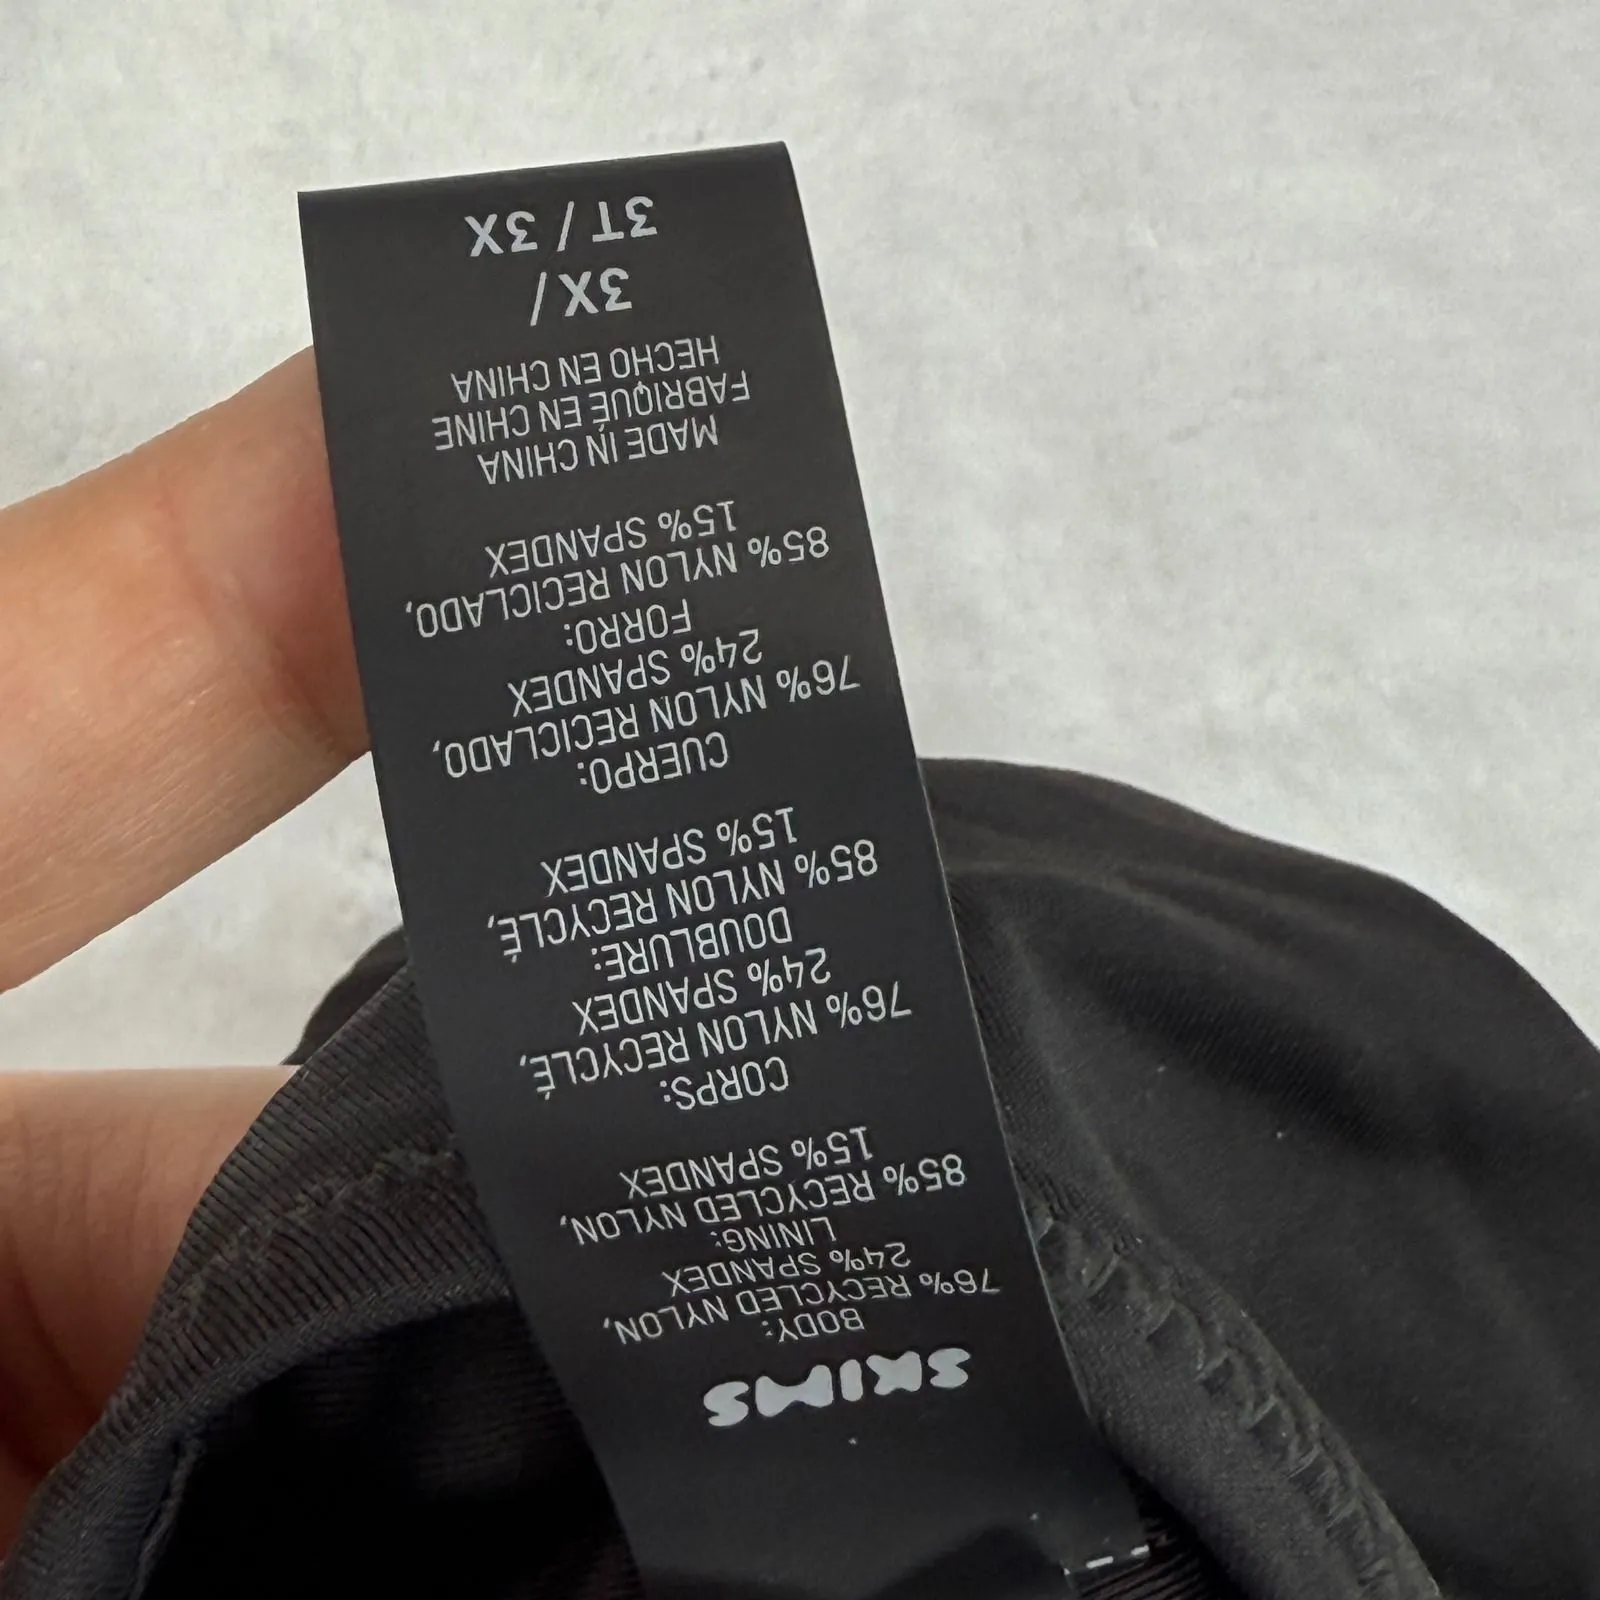 SKIMS
BODY:
76% RECYCLED NYLON,
24% SPANDEX
LINING:
85% RECYCLED NYLON,
15% SPANDEX
CORPS:
76% NYLON RECYCLÉ,
24% SPANDEX
DOUBLURE:
85% NYLON RECYCLÉ,
15% SPANDEX
CUERPO:
76% NYLON RECICLADO,
24% SPANDEX
FORRO:
85% NYLON RECICLADO,
15% SPANDEX
MADE IN CHINA
FABRIQUÉ EN CHINE
HECHO EN CHINA
3X /
3T / 3X